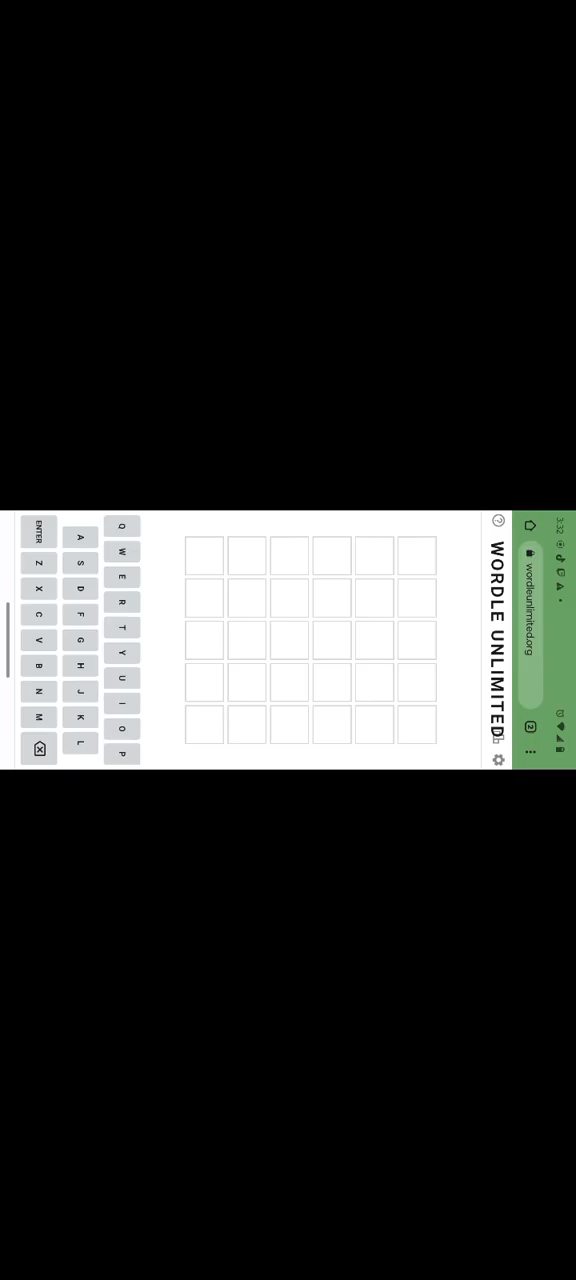 3:32
wordleunlimited.org
2
WORDLE UNLIMITED
Q W E R T Y U I O P
A S D F G H J K L
ENTER Z X C V B N M